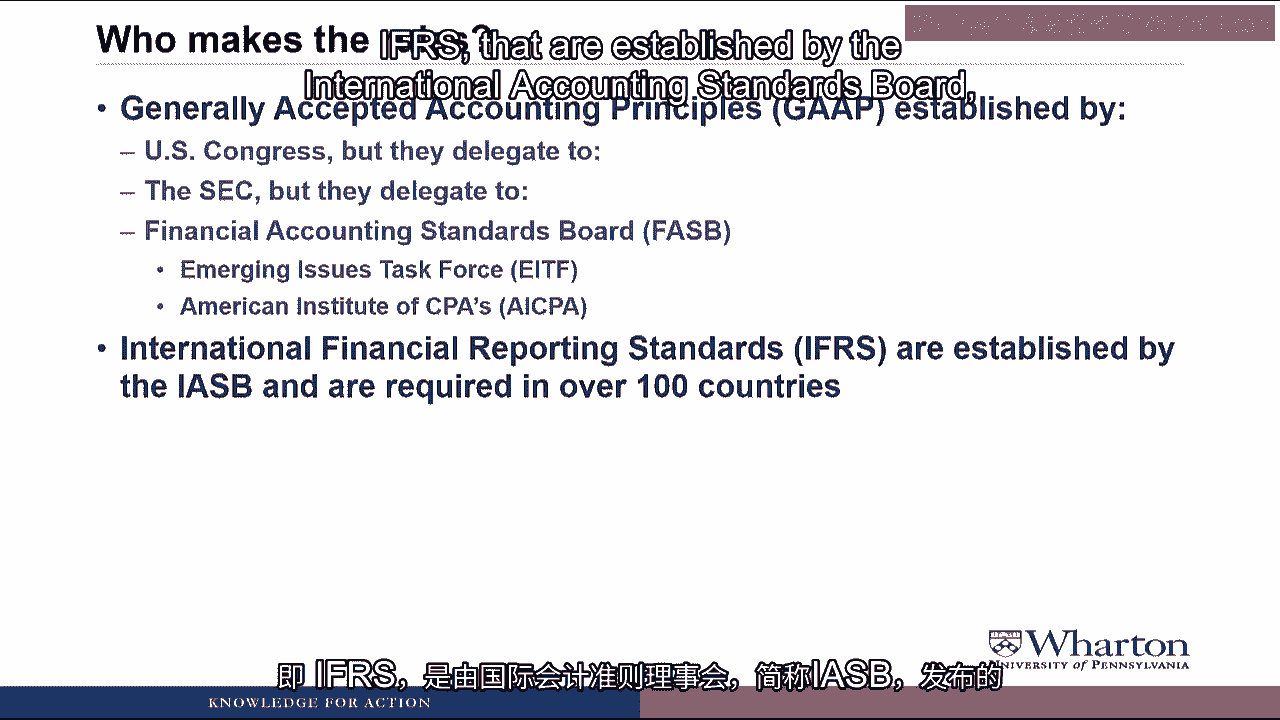 Who makes the
IFRS, that are established by the
International Accounting Standards Board,
• Generally Accepted Accounting Principles (GAAP) established by:
– U.S. Congress, but they delegate to:
– The SEC, but they delegate to:
– Financial Accounting Standards Board (FASB)
• Emerging Issues Task Force (EITF)
• American Institute of CPA's (AICPA)
• International Financial Reporting Standards (IFRS) are established by
the IASB and are required in over 100 countries
Wharton
UNIVERSITY of PENNSYLVANIA
即 IFRS，是由国际会计准则理事会，简称IASB，发布的
KNOWLEDGE FOR ACTION